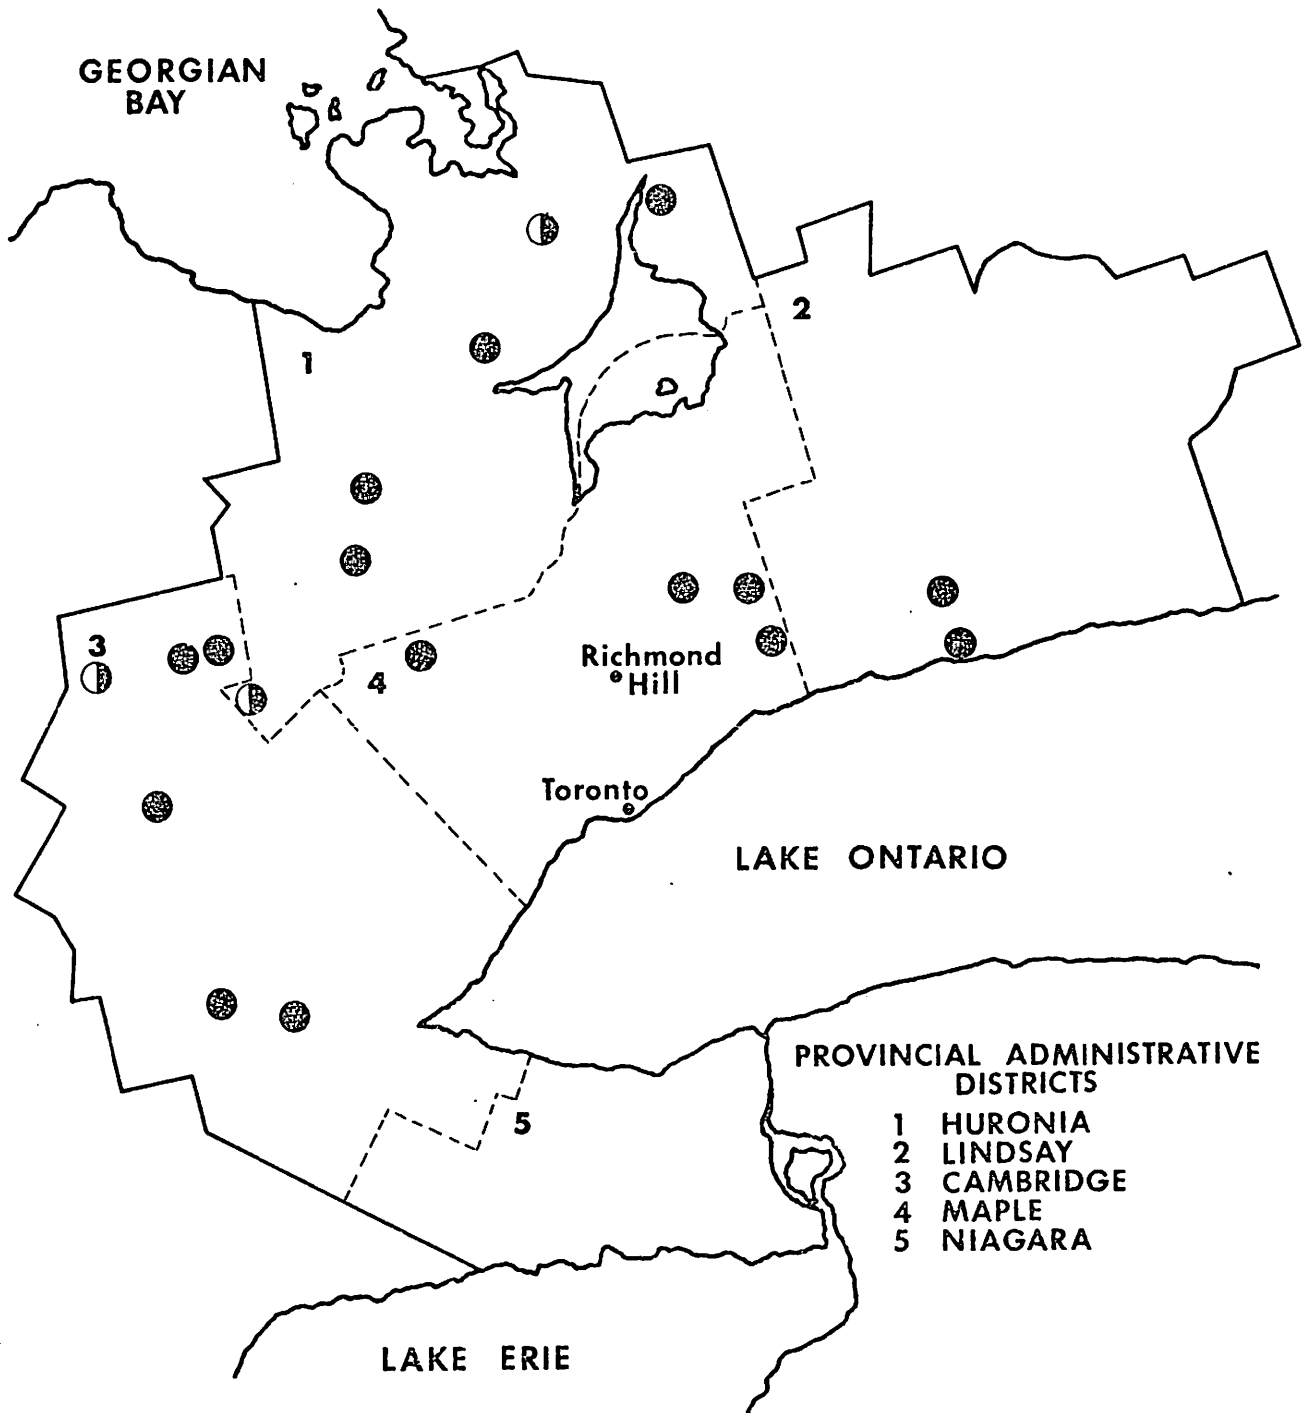 GEORGIAN
BAY
2
1
3
4
Richmond
Hill
Toronto
LAKE ONTARIO
5
PROVINCIAL ADMINISTRATIVE
DISTRICTS
1 HURONIA
2 LINDSAY
3 CAMBRIDGE
4 MAPLE
5 NIAGARA
LAKE ERIE